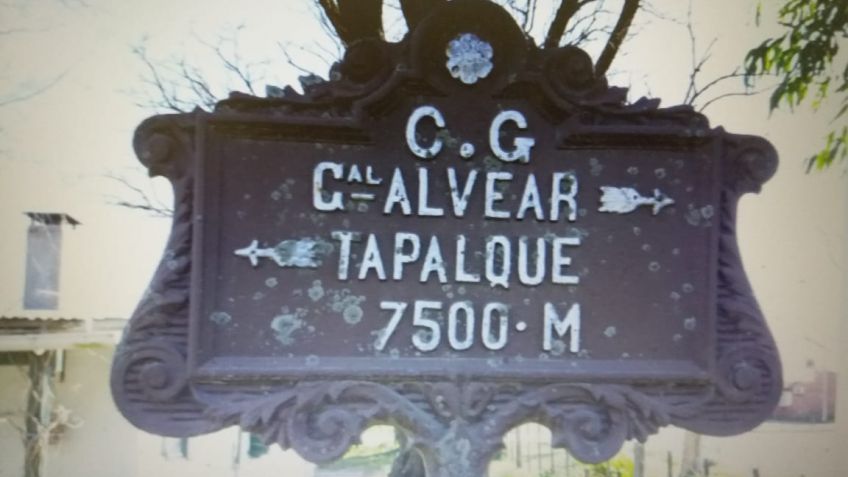 C.G
GAL ALVEAR
TAPALQUE
7500·M